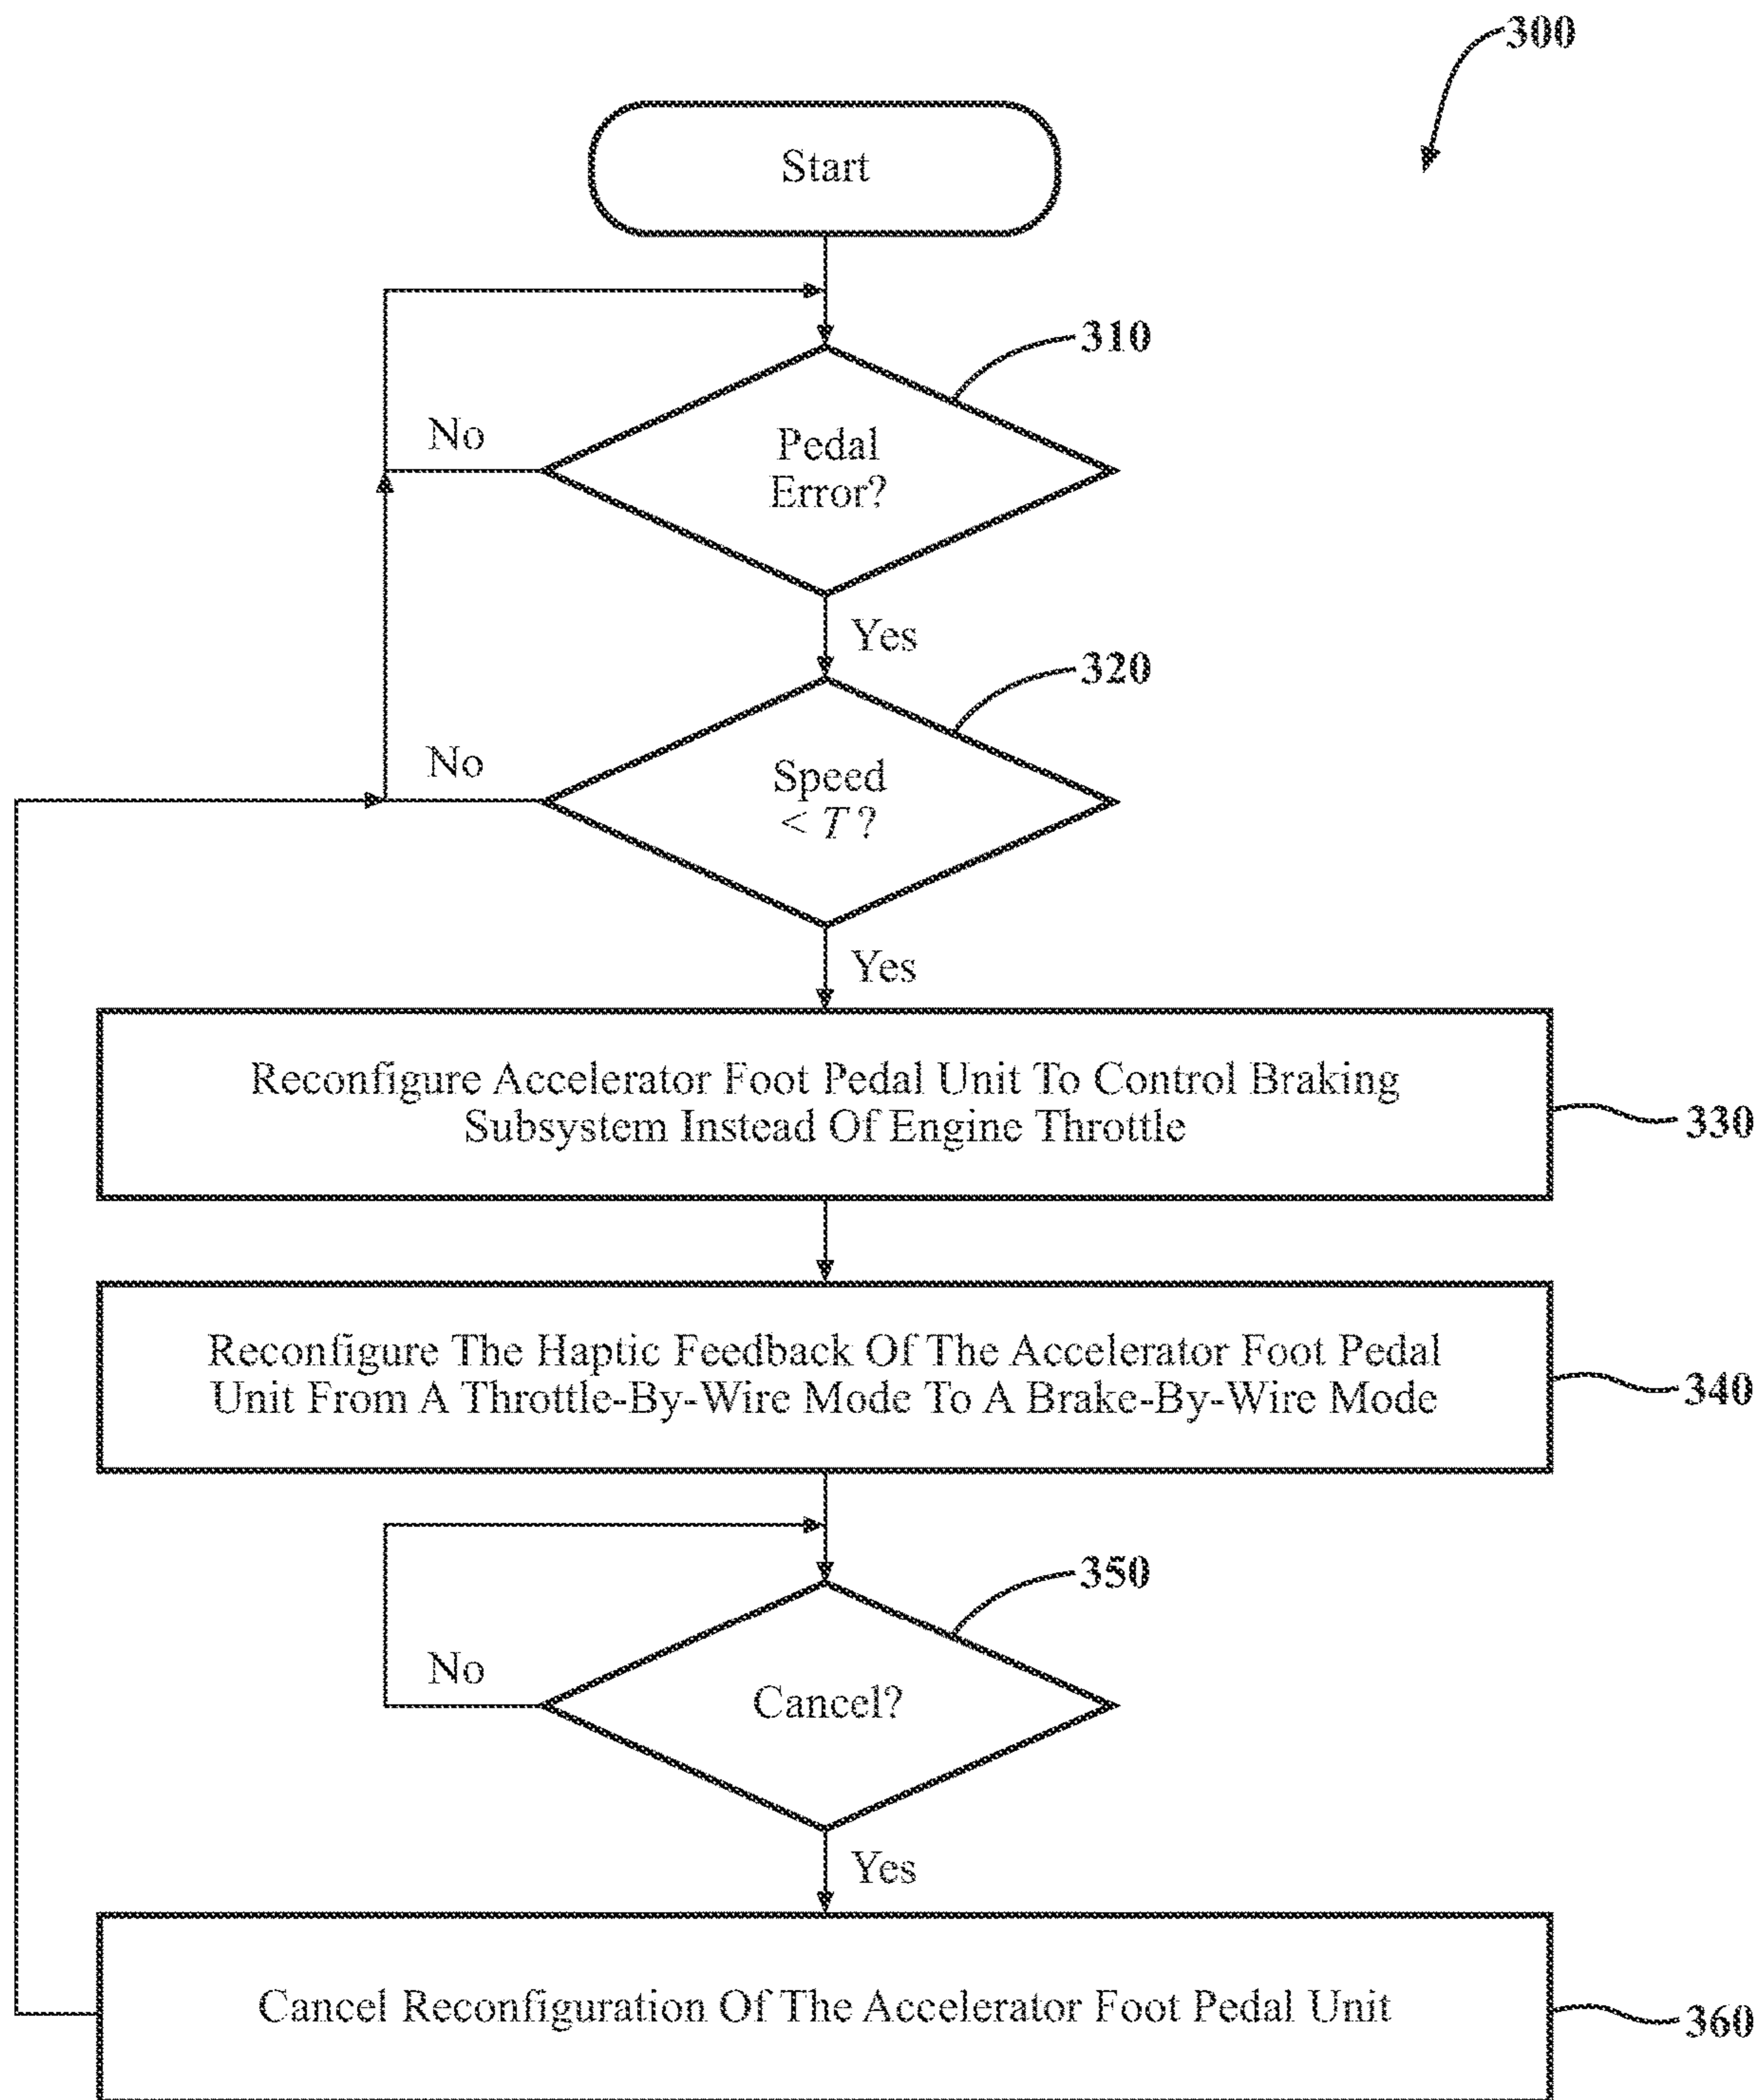 300
Start
310
No
Pedal
Error?
Yes
320
No
Speed
< T ?
Yes
Reconfigure Accelerator Foot Pedal Unit To Control Braking
Subsystem Instead Of Engine Throttle
330
Reconfigure The Haptic Feedback Of The Accelerator Foot Pedal
Unit From A Throttle-By-Wire Mode To A Brake-By-Wire Mode
340
350
No
Cancel?
Yes
Cancel Reconfiguration Of The Accelerator Foot Pedal Unit
360